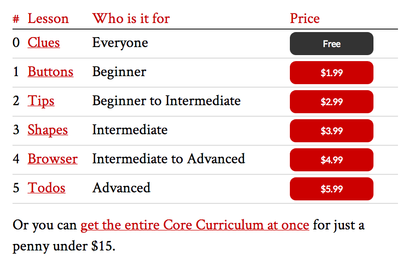 # Lesson Who is it for Price
0 Clues Everyone Free
1 Buttons Beginner $1.99
2 Tips Beginner to Intermediate $2.99
3 Shapes Intermediate $3.99
4 Browser Intermediate to Advanced $4.99
5 Todos Advanced $5.99
Or you can get the entire Core Curriculum at once for just a
penny under $15.